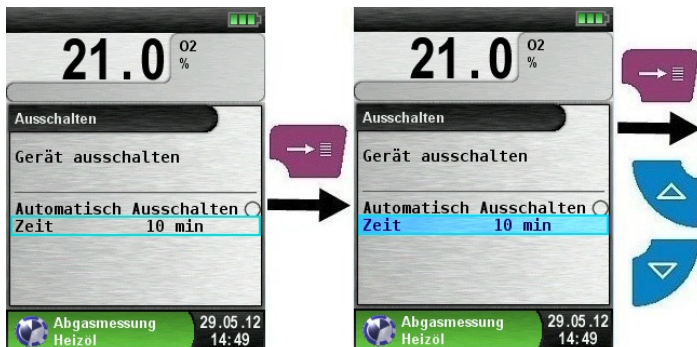 21.0 O2
%
Ausschalten
Gerät ausschalten
Automatisch Ausschalten
Zeit 10 min
Abgasmessung
Heizöl
29.05.12
14:49
21.0 O2
%
Ausschalten
Gerät ausschalten
Automatisch Ausschalten
Zeit 10 min
Abgasmessung
Heizöl
29.05.12
14:49